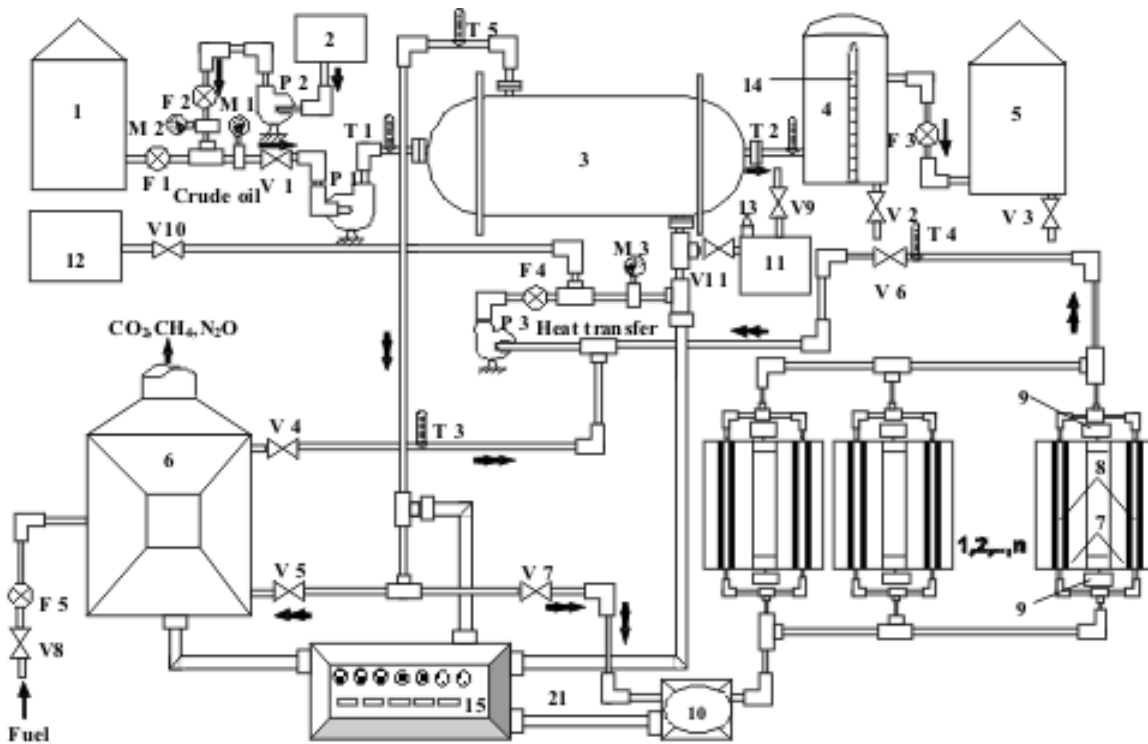 T 5
2
P 2
F 2
M 1
M 2
1
T 1
14
4
T 2
F 3
5
3
F 1
V 1
P 1
Crude oil
V 2
V 3
13
V9
V10
12
M 3
F 4
V11
11
T 4
V 6
P 3
Heat transfer
CO₂,CH₄,N₂O
9
V 4
T 3
6
8
7
1,2,...,n
V 5
V 7
9
F 5
V8
15
21
10
Fuel